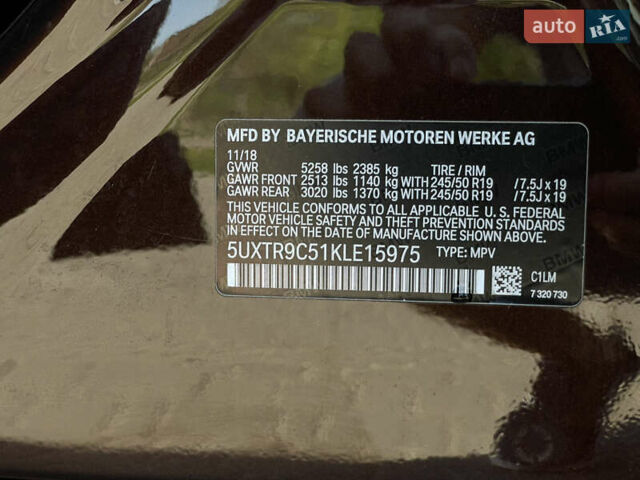 auto RIA.com
MFD BY BAYERISCHE MOTOREN WERKE AG
11/18
GVWR 5258 lbs 2385 kg TIRE / RIM
GAWR FRONT 2513 lbs 1140 kg WITH 245/50 R19 /7.5J x 19
GAWR REAR 3020 lbs 1370 kg WITH 245/50 R19 /7.5J x 19
THIS VEHICLE CONFORMS TO ALL APPLICABLE U. S. FEDERAL
MOTOR VEHICLE SAFETY AND THEFT PREVENTION STANDARDS
IN EFFECT ON THE DATE OF MANUFACTURE SHOWN ABOVE.
5UXTR9C51KLE15975 TYPE: MPV
C1LM
7 320 730